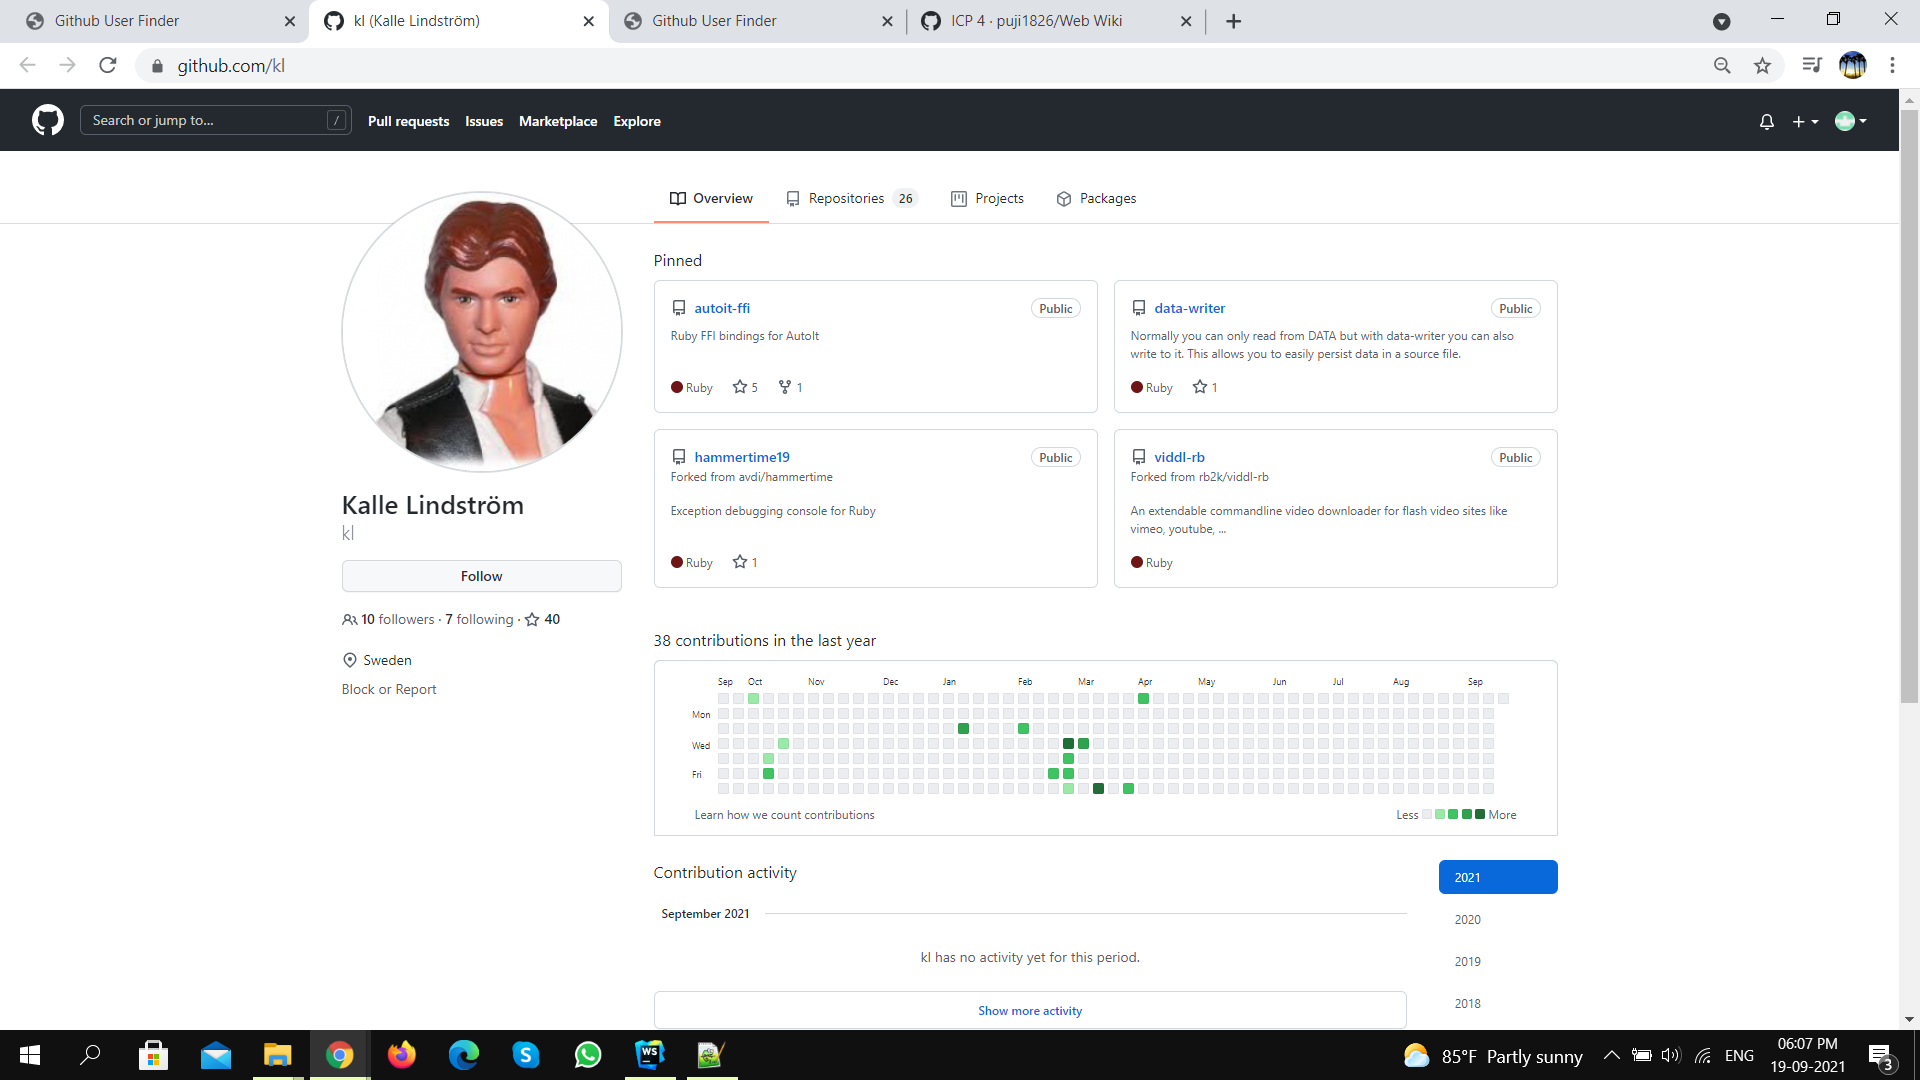 Github User Finder
kl (Kalle Lindström)
Github User Finder
ICP 4 · puji1826/Web Wiki
github.com/kl
Search or jump to...
/
Pull requests
Issues
Marketplace
Explore
Overview
Repositories 26
Projects
Packages
Kalle Lindström
kl
Follow
10 followers · 7 following · 40
Sweden
Block or Report
Pinned
autoit-ffi
Public
Ruby FFI bindings for AutoIt
Ruby 5 1
data-writer
Public
Normally you can only read from DATA but with data-writer you can also
write to it. This allows you to easily persist data in a source file.
Ruby 1
hammertime19
Public
Forked from avdi/hammertime
Exception debugging console for Ruby
Ruby 1
viddl-rb
Public
Forked from rb2k/viddl-rb
An extendable commandline video downloader for flash video sites like
vimeo, youtube, ...
Ruby
38 contributions in the last year
Sep Oct Nov Dec Jan Feb Mar Apr May Jun Jul Aug Sep
Mon
Wed
Fri
Learn how we count contributions
Less More
Contribution activity
2021
2020
2019
2018
September 2021
kl has no activity yet for this period.
Show more activity
WS
85°F Partly sunny
ENG
06:07 PM
19-09-2021
3